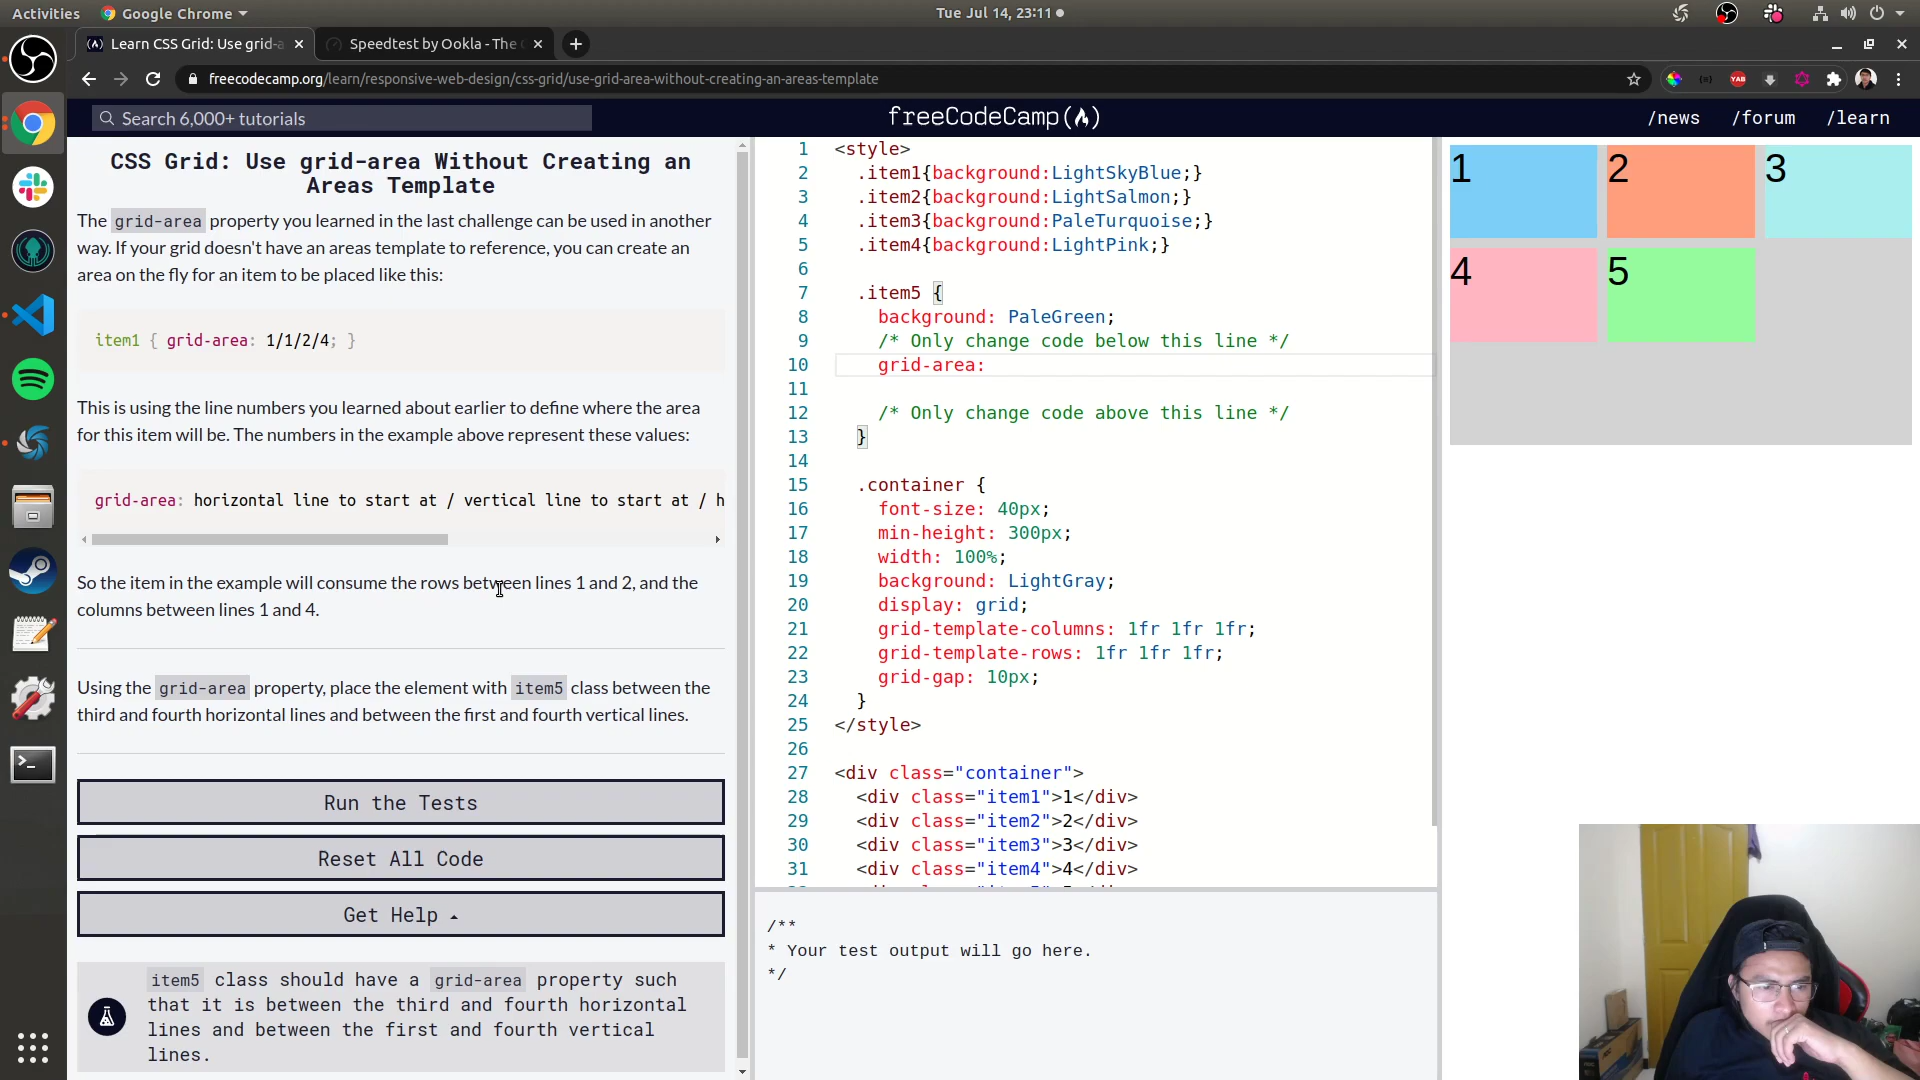 Activities
Google Chrome
Tue Jul 14, 23:11
Learn CSS Grid: Use grid-a
Speedtest by Ookla - The
freecodecamp.org/learn/responsive-web-design/css-grid/use-grid-area-without-creating-an-areas-template
YAB
Search 6,000+ tutorials
freeCodeCamp
/news
/forum
/learn
CSS Grid: Use grid-area Without Creating an
Areas Template
The grid-area property you learned in the last challenge can be used in another
way. If your grid doesn't have an areas template to reference, you can create an
area on the fly for an item to be placed like this:
item1 { grid-area: 1/1/2/4; }
This is using the line numbers you learned about earlier to define where the area
for this item will be. The numbers in the example above represent these values:
grid-area: horizontal line to start at / vertical line to start at / h
So the item in the example will consume the rows between lines 1 and 2, and the
columns between lines 1 and 4.
Using the grid-area property, place the element with item5 class between the
third and fourth horizontal lines and between the first and fourth vertical lines.
Run the Tests
Reset All Code
Get Help
item5 class should have a grid-area property such
that it is between the third and fourth horizontal
lines and between the first and fourth vertical
lines.
1 <style>
2 .item1{background:LightSkyBlue;}
3 .item2{background:LightSalmon;}
4 .item3{background:PaleTurquoise;}
5 .item4{background:LightPink;}
6
7 .item5 {
8 background: PaleGreen;
9 /* Only change code below this line */
10 grid-area:
11
12 /* Only change code above this line */
13 }
14
15 .container {
16 font-size: 40px;
17 min-height: 300px;
18 width: 100%;
19 background: LightGray;
20 display: grid;
21 grid-template-columns: 1fr 1fr 1fr;
22 grid-template-rows: 1fr 1fr 1fr;
23 grid-gap: 10px;
24 }
25 </style>
26
27 <div class="container">
28 <div class="item1">1</div>
29 <div class="item2">2</div>
30 <div class="item3">3</div>
31 <div class="item4">4</div>
/**
* Your test output will go here.
*/
1
2
3
4
5